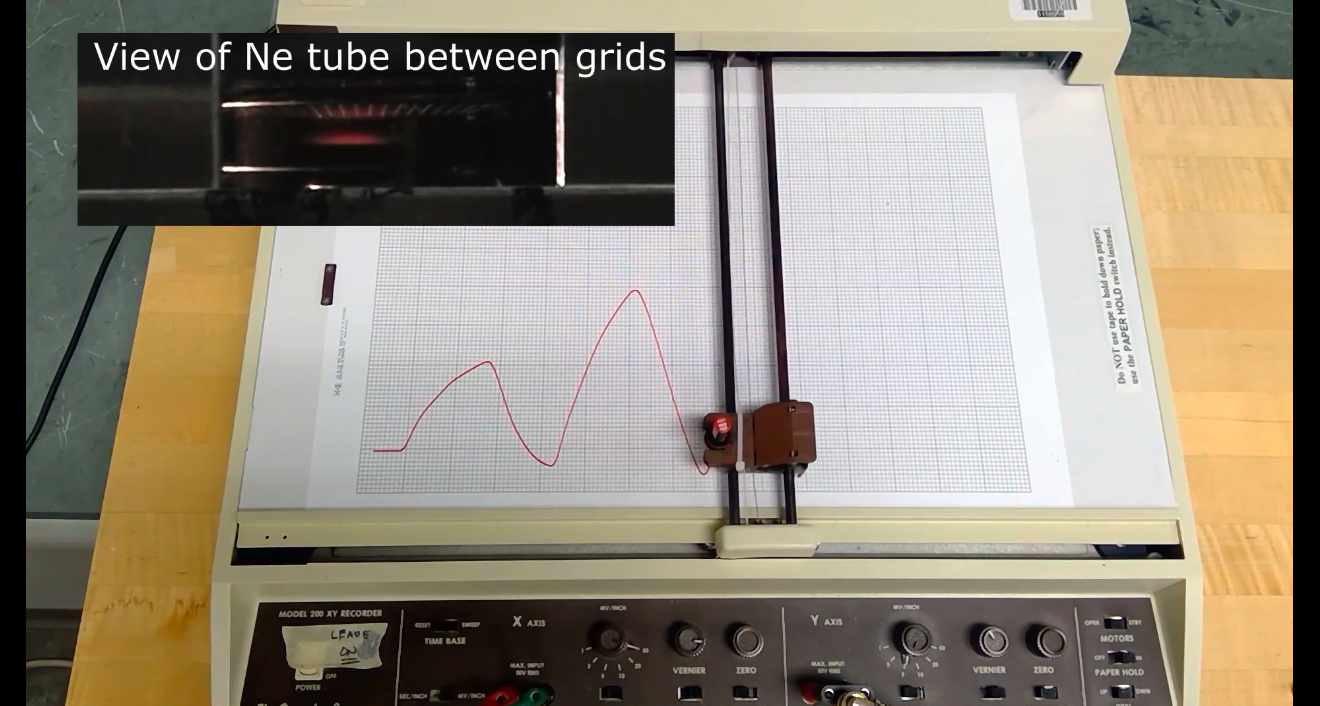 View of Ne tube between grids
Do NOT use tape to hold down paper;
use the PAPER HOLD switch instead.
MODEL 200 XY RECORDER
LEAVE
ON
OFF
POWER
RESET
SWEEP
TIME BASE
SEC/INCH
MV/INCH
X AXIS
MV/INCH
MAX. INPUT
VERNIER
ZERO
Y AXIS
MV/INCH
MAX. INPUT
VERNIER
ZERO
OPER
STBY
MOTORS
OFF
ON
PAPER HOLD
UP
DOWN